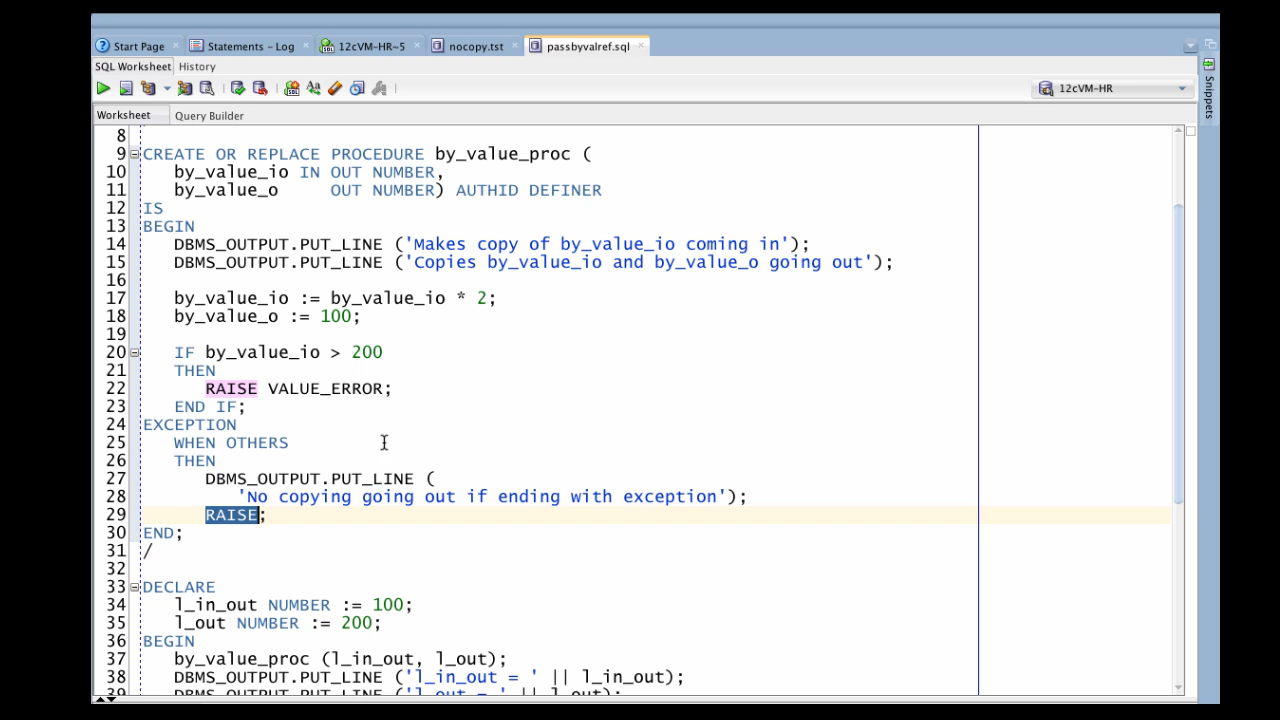 Start Page Statements - Log 12cVM-HR~5 nocopy.tst passbyvalref.sql
SQL Worksheet History
12cVM-HR
Snippets
Worksheet Query Builder
8
9 CREATE OR REPLACE PROCEDURE by_value_proc (
10 by_value_io IN OUT NUMBER,
11 by_value_o OUT NUMBER) AUTHID DEFINER
12 IS
13 BEGIN
14 DBMS_OUTPUT.PUT_LINE ('Makes copy of by_value_io coming in');
15 DBMS_OUTPUT.PUT_LINE ('Copies by_value_io and by_value_o going out');
16
17 by_value_io := by_value_io * 2;
18 by_value_o := 100;
19
20 IF by_value_io > 200
21 THEN
22 RAISE VALUE_ERROR;
23 END IF;
24 EXCEPTION
25 WHEN OTHERS
26 THEN
27 DBMS_OUTPUT.PUT_LINE (
28 'No copying going out if ending with exception');
29 RAISE;
30 END;
31 /
32
33 DECLARE
34 l_in_out NUMBER := 100;
35 l_out NUMBER := 200;
36 BEGIN
37 by_value_proc (l_in_out, l_out);
38 DBMS_OUTPUT.PUT_LINE ('l_in_out = ' || l_in_out);
39 DBMS_OUTPUT.PUT_LINE ('l_out = ' || l_out);